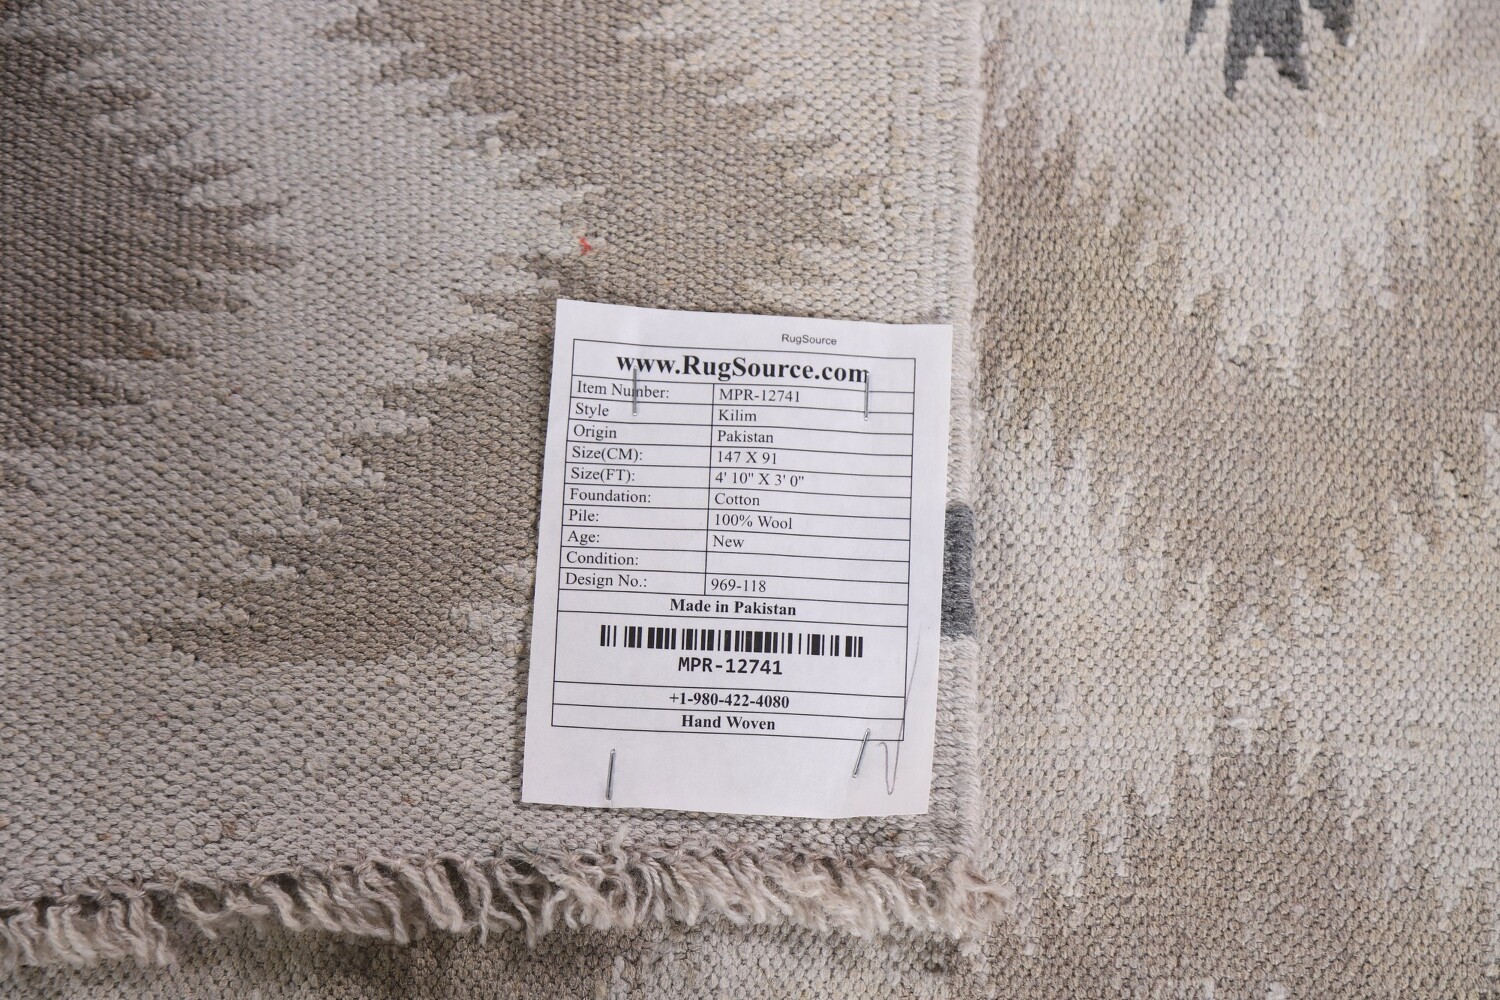 RugSource
www.RugSource.com
Item Number: MPR-12741
Style Kilim
Origin Pakistan
Size(CM): 147 X 91
Size(FT): 4' 10" X 3' 0"
Foundation: Cotton
Pile: 100% Wool
Age: New
Condition:
Design No.: 969-118
Made in Pakistan
MPR-12741
+1-980-422-4080
Hand Woven